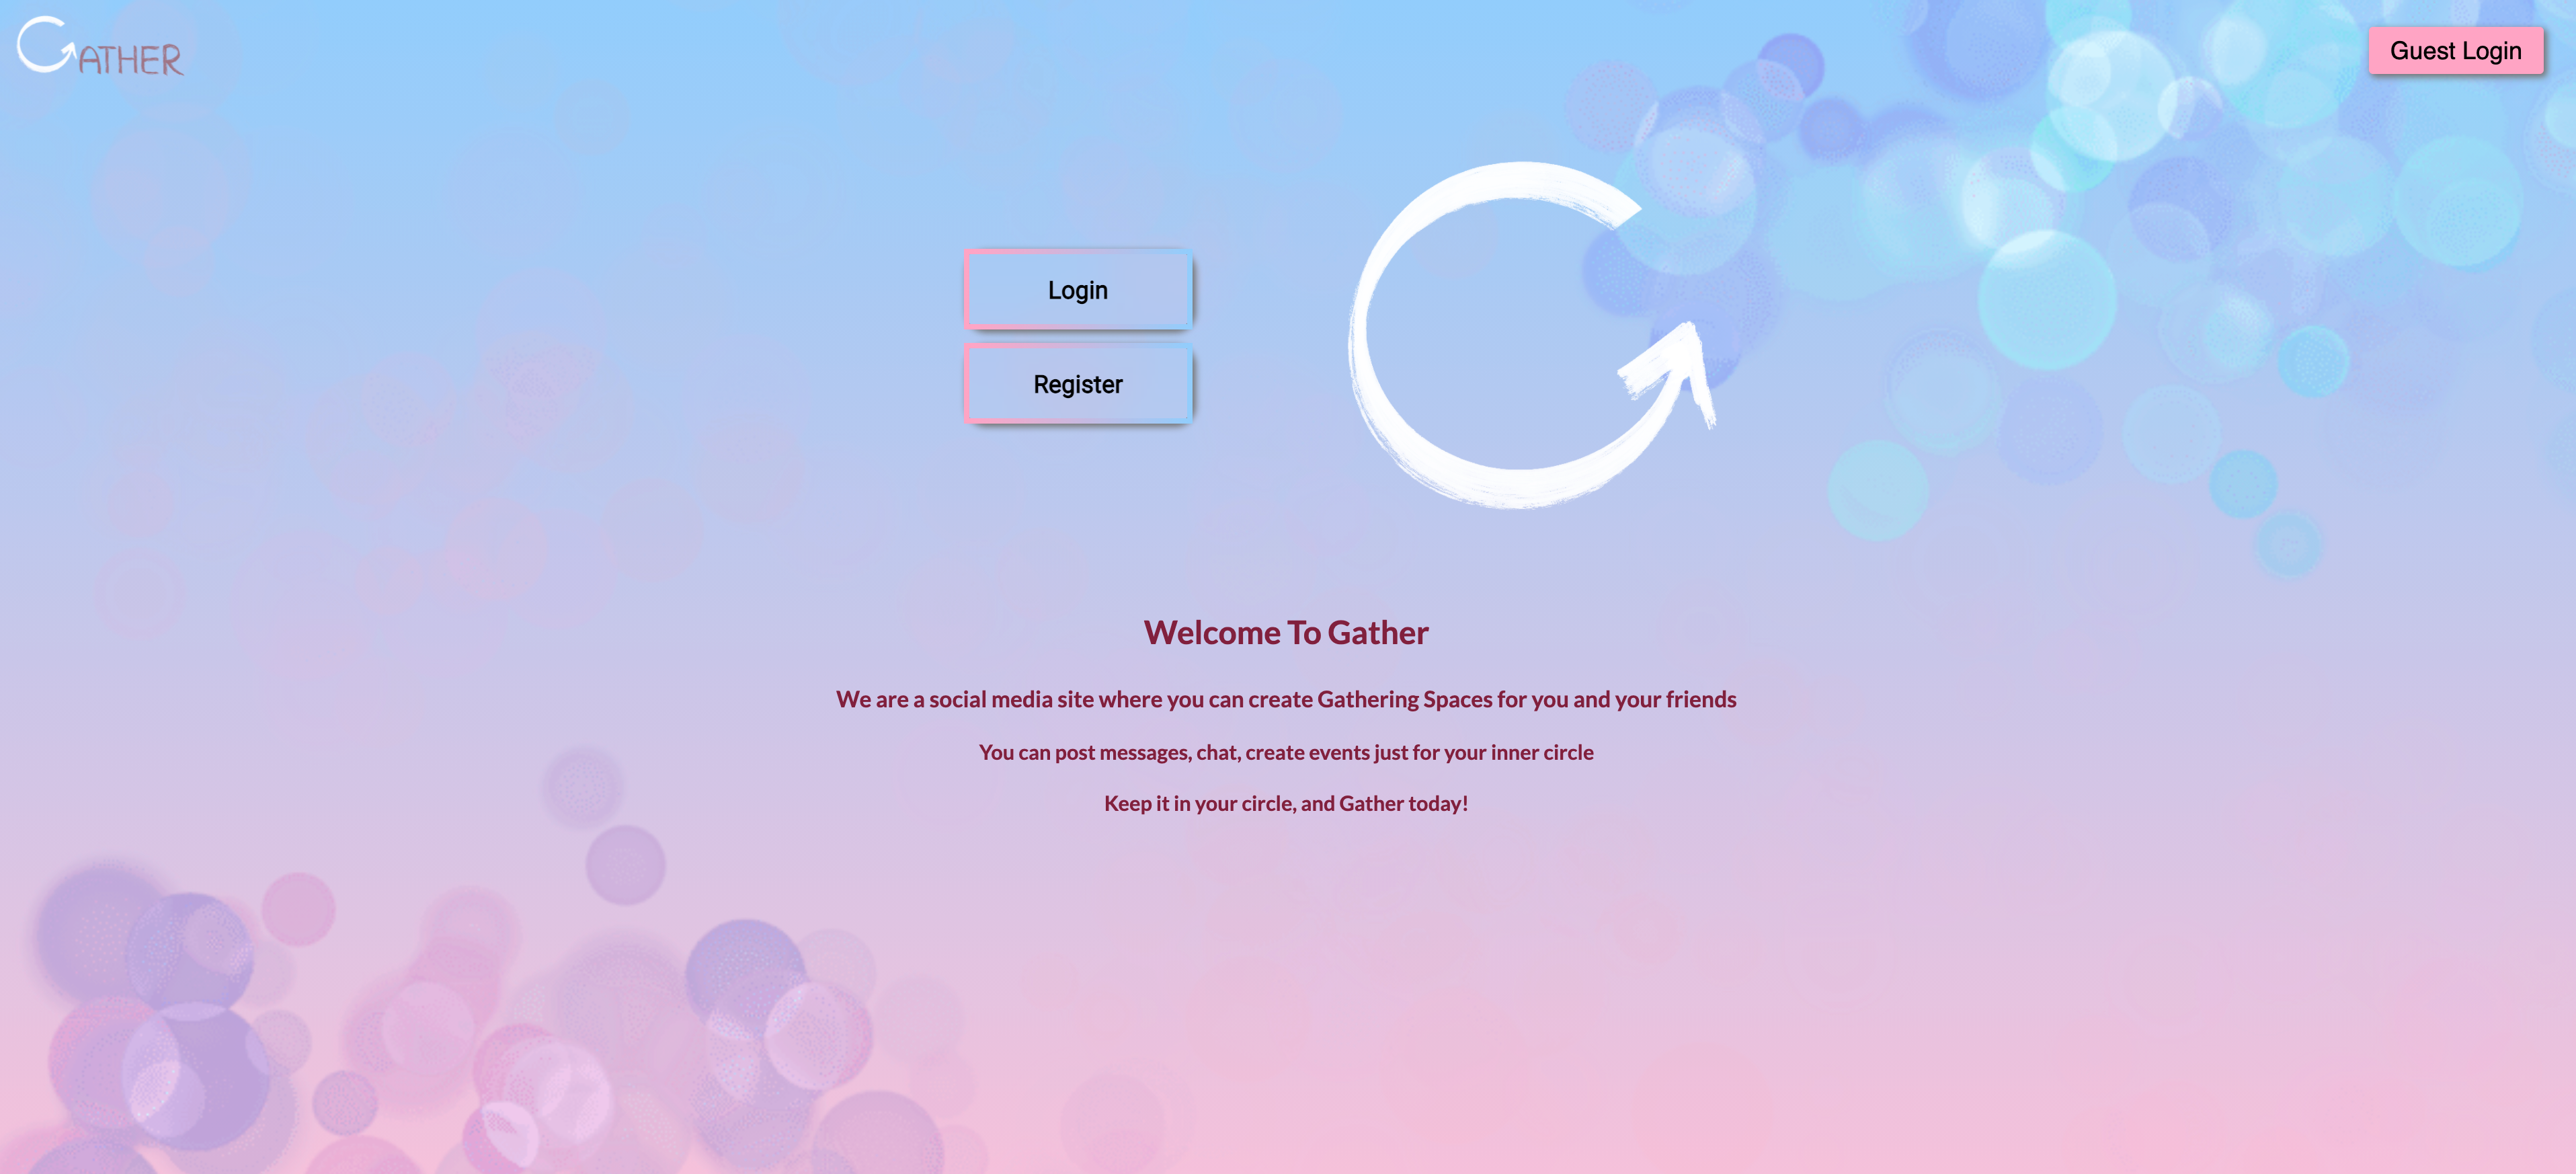 GATHER
Guest Login
Login
Register
Welcome To Gather
We are a social media site where you can create Gathering Spaces for you and your friends
You can post messages, chat, create events just for your inner circle
Keep it in your circle, and Gather today!